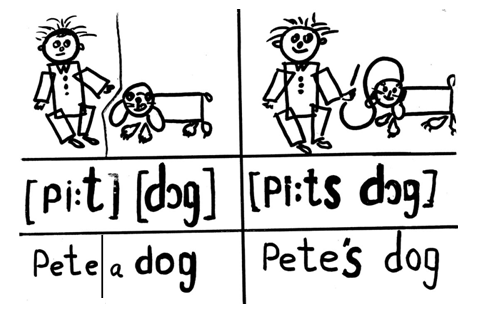 [pi:t] [dɔg]
[pi:ts dɔg]
Pete a dog
Pete's dog